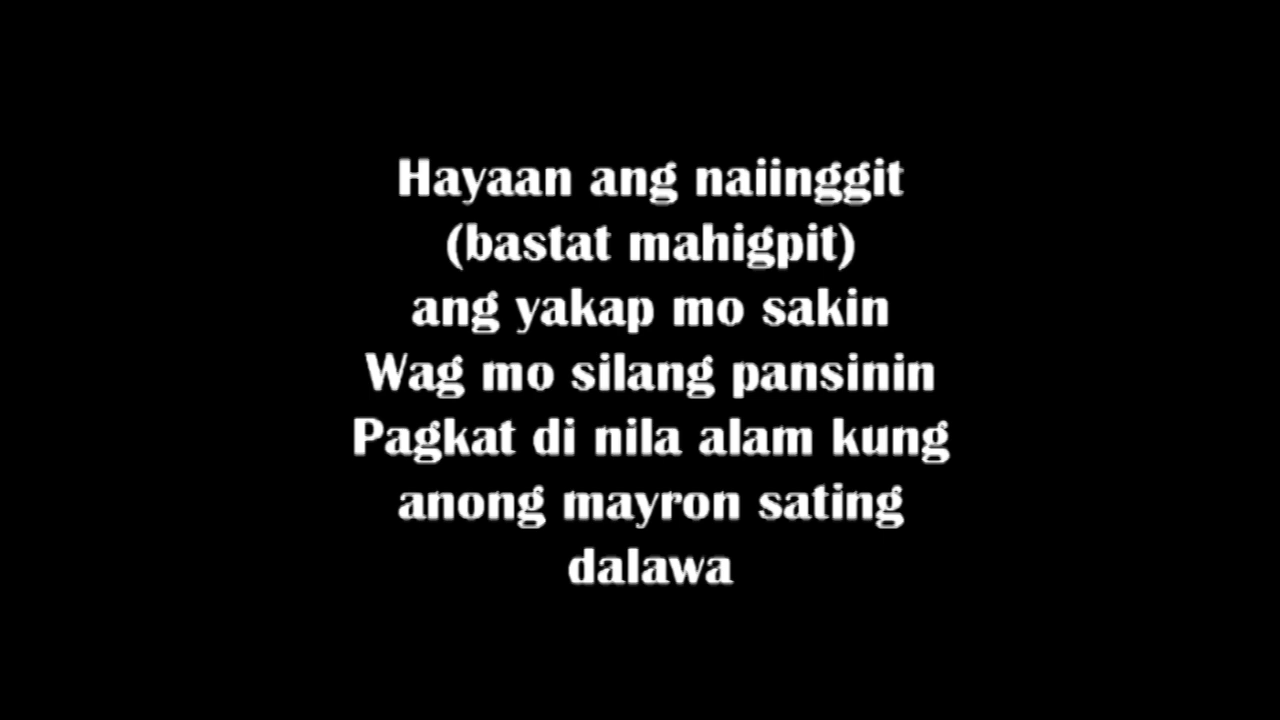 Hayaan ang naiinggit
(bastat mahigpit)
ang yakap mo sakin
Wag mo silang pansinin
Pagkat di nila alam kung
anong mayron sating
dalawa